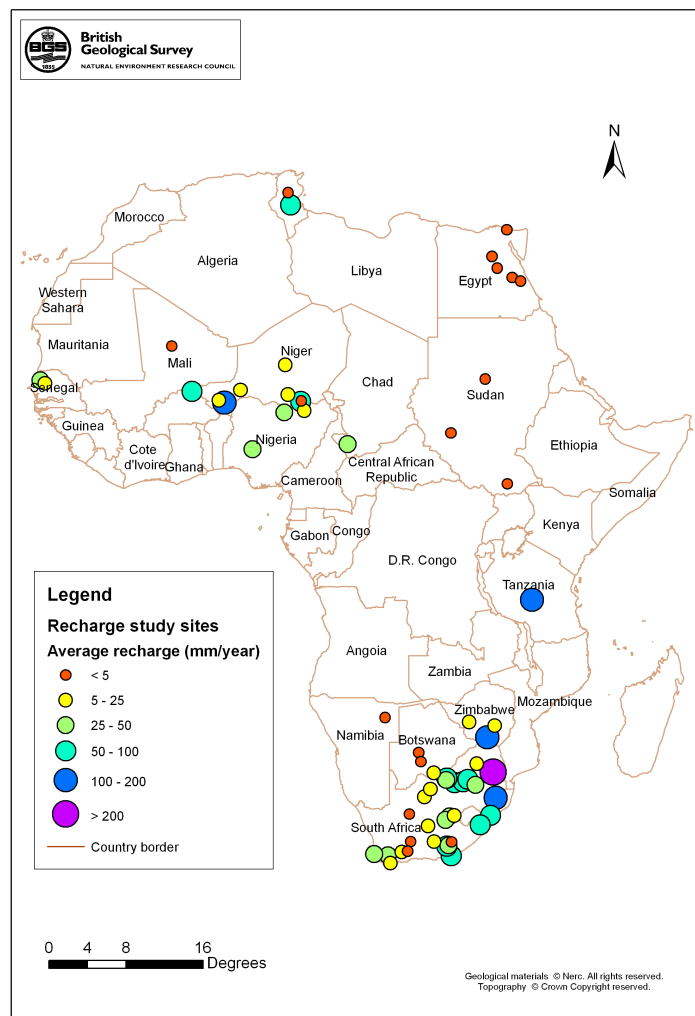 BGS
1835
British
Geological Survey
NATURAL ENVIRONMENT RESEARCH COUNCIL
N
Morocco
Algeria
Libya
Egypt
Western
Sahara
Mauritania
Mali
Niger
Chad
Sudan
Senegal
Guinea
Cote
d'Ivoire
Ghana
Nigeria
Cameroon
Central African
Republic
Ethiopia
Somalia
Gabon
Congo
D.R. Congo
Kenya
Tanzania
Angoia
Zambia
Mozambique
Zimbabwe
Namibia
Botswana
South Africa
Legend
Recharge study sites
Average recharge (mm/year)
< 5
5 - 25
25 - 50
50 - 100
100 - 200
> 200
Country border
0 4 8 16
Degrees
Geological materials © Nerc. All rights reserved.
Topography © Crown Copyright reserved.